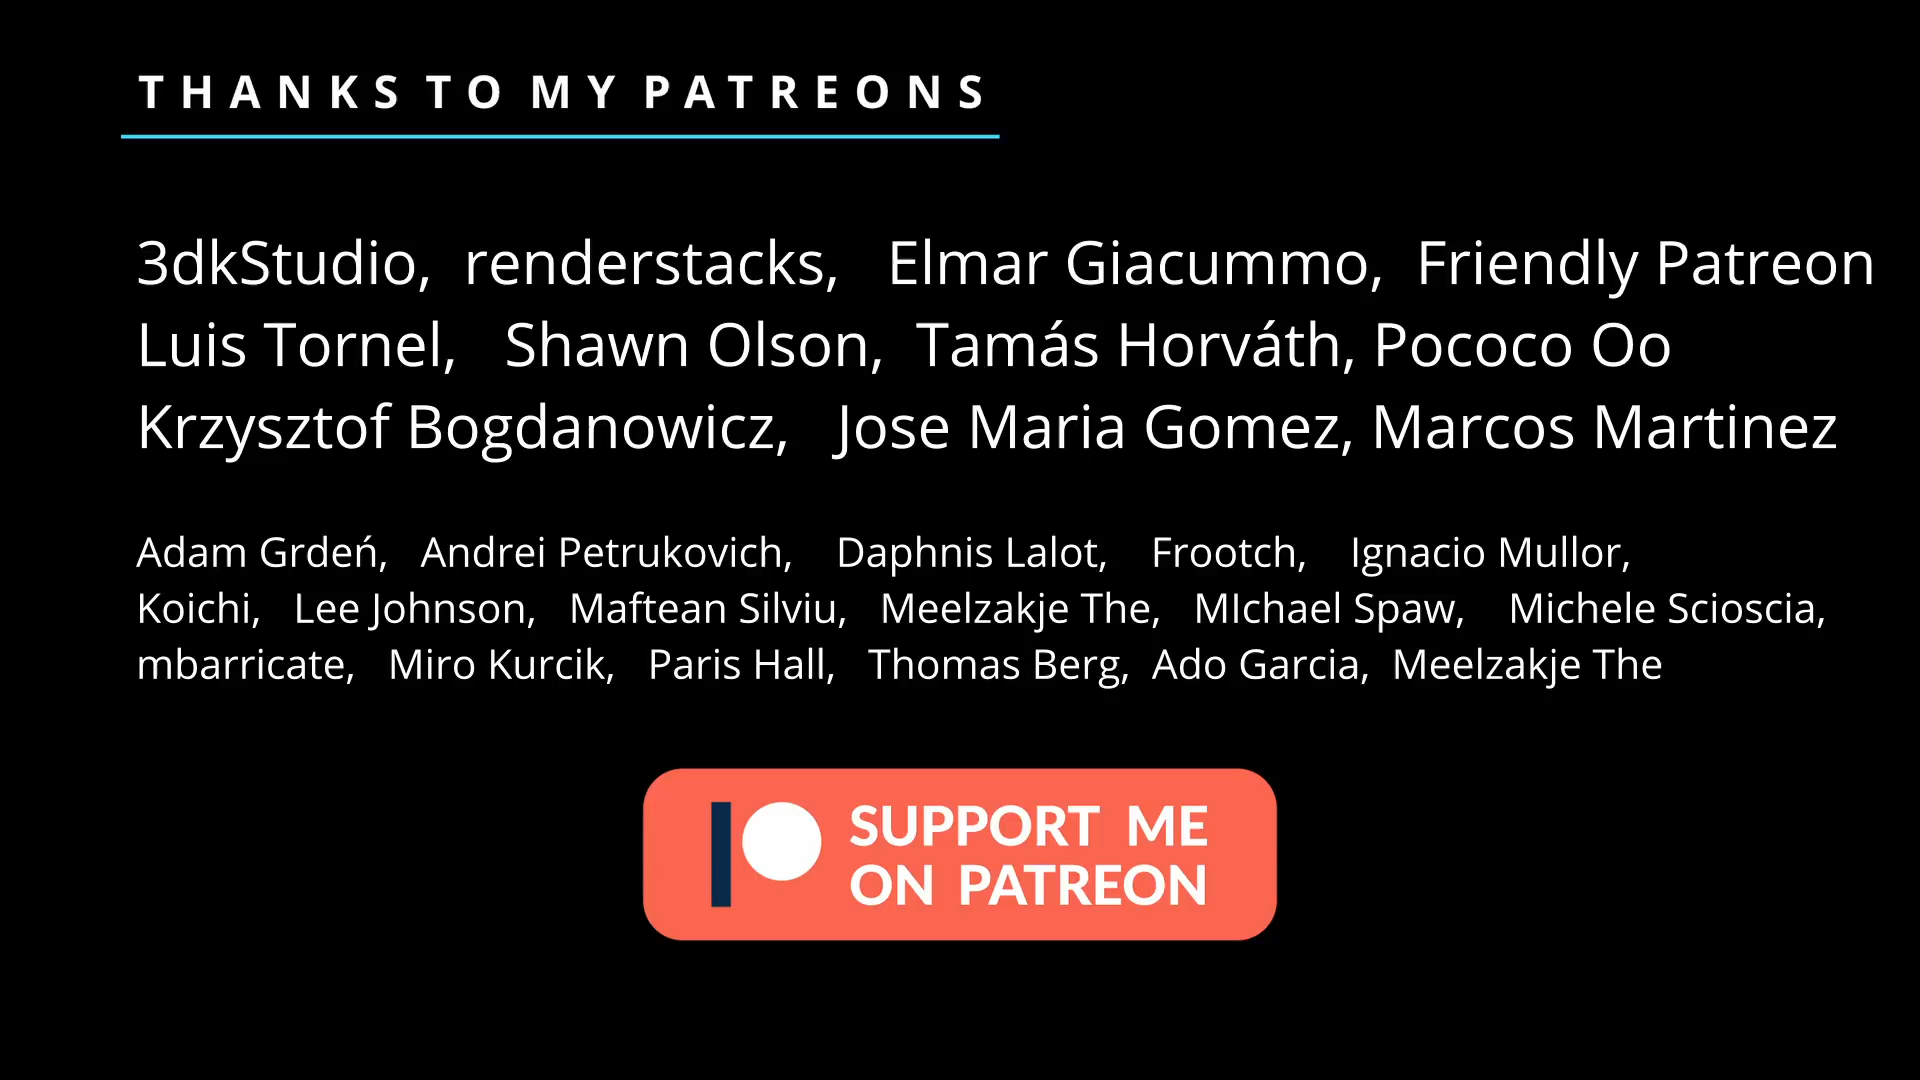 THANKS TO MY PATREONS
3dkStudio, renderstacks, Elmar Giacummo, Friendly Patreon
Luis Tornel, Shawn Olson, Tamás Horváth, Pococo Oo
Krzysztof Bogdanowicz, Jose Maria Gomez, Marcos Martinez
Adam Grdeń, Andrei Petrukovich, Daphnis Lalot, Frootch, Ignacio Mullor,
Koichi, Lee Johnson, Maftean Silviu, Meelzakje The, MIchael Spaw, Michele Scioscia,
mbarricate, Miro Kurcik, Paris Hall, Thomas Berg, Ado Garcia, Meelzakje The
SUPPORT ME
ON PATREON